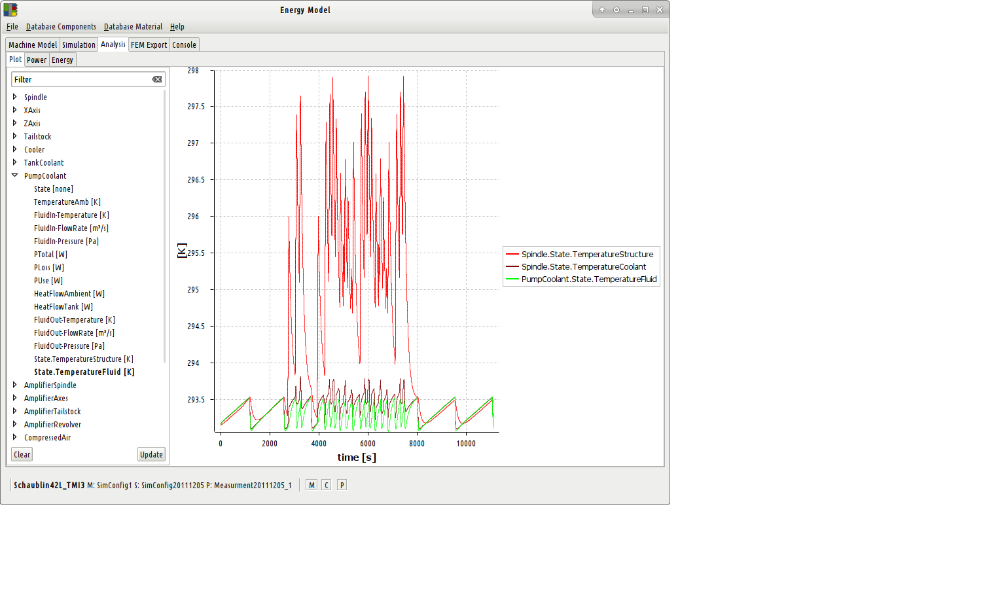 Energy Model
File Database Components Database Material Help
Machine Model Simulation Analysis FEM Export Console
Plot Power Energy
Filter
Spindle
XAxis
ZAxis
Tailstock
Cooler
TankCoolant
PumpCoolant
State [none]
TemperatureAmb [K]
FluidIn-Temperature [K]
FluidIn-FlowRate [m³/s]
FluidIn-Pressure [Pa]
PTotal [W]
PLoss [W]
PUse [W]
HeatFlowAmbient [W]
HeatFlowTank [W]
FluidOut-Temperature [K]
FluidOut-FlowRate [m³/s]
FluidOut-Pressure [Pa]
State.TemperatureStructure [K]
State.TemperatureFluid [K]
AmplifierSpindle
AmplifierAxes
AmplifierTailstock
AmplifierRevolver
CompressedAir
Clear Update
298
297.5
297
296.5
296
295.5
295
294.5
294
293.5
[K]
0 2000 4000 6000 8000 10000
time [s]
Spindle.State.TemperatureStructure
Spindle.State.TemperatureCoolant
PumpCoolant.State.TemperatureFluid
Schaublin42L_TMI3 M: SimConfig1 S: SimConfig20111205 P: Measurment20111205_1 M C P